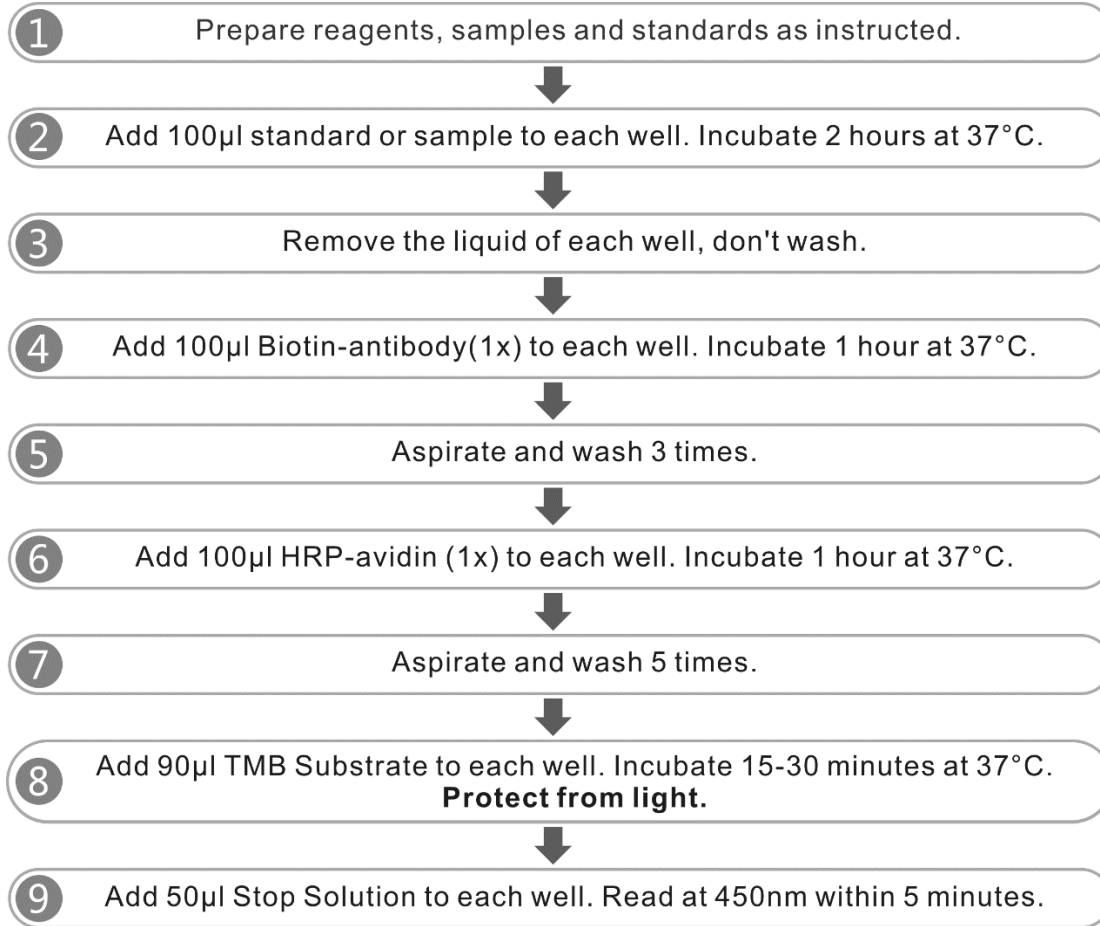 1 Prepare reagents, samples and standards as instructed.
2 Add 100µl standard or sample to each well. Incubate 2 hours at 37°C.
3 Remove the liquid of each well, don't wash.
4 Add 100µl Biotin-antibody(1x) to each well. Incubate 1 hour at 37°C.
5 Aspirate and wash 3 times.
6 Add 100µl HRP-avidin (1x) to each well. Incubate 1 hour at 37°C.
7 Aspirate and wash 5 times.
8 Add 90µl TMB Substrate to each well. Incubate 15-30 minutes at 37°C.
Protect from light.
9 Add 50µl Stop Solution to each well. Read at 450nm within 5 minutes.